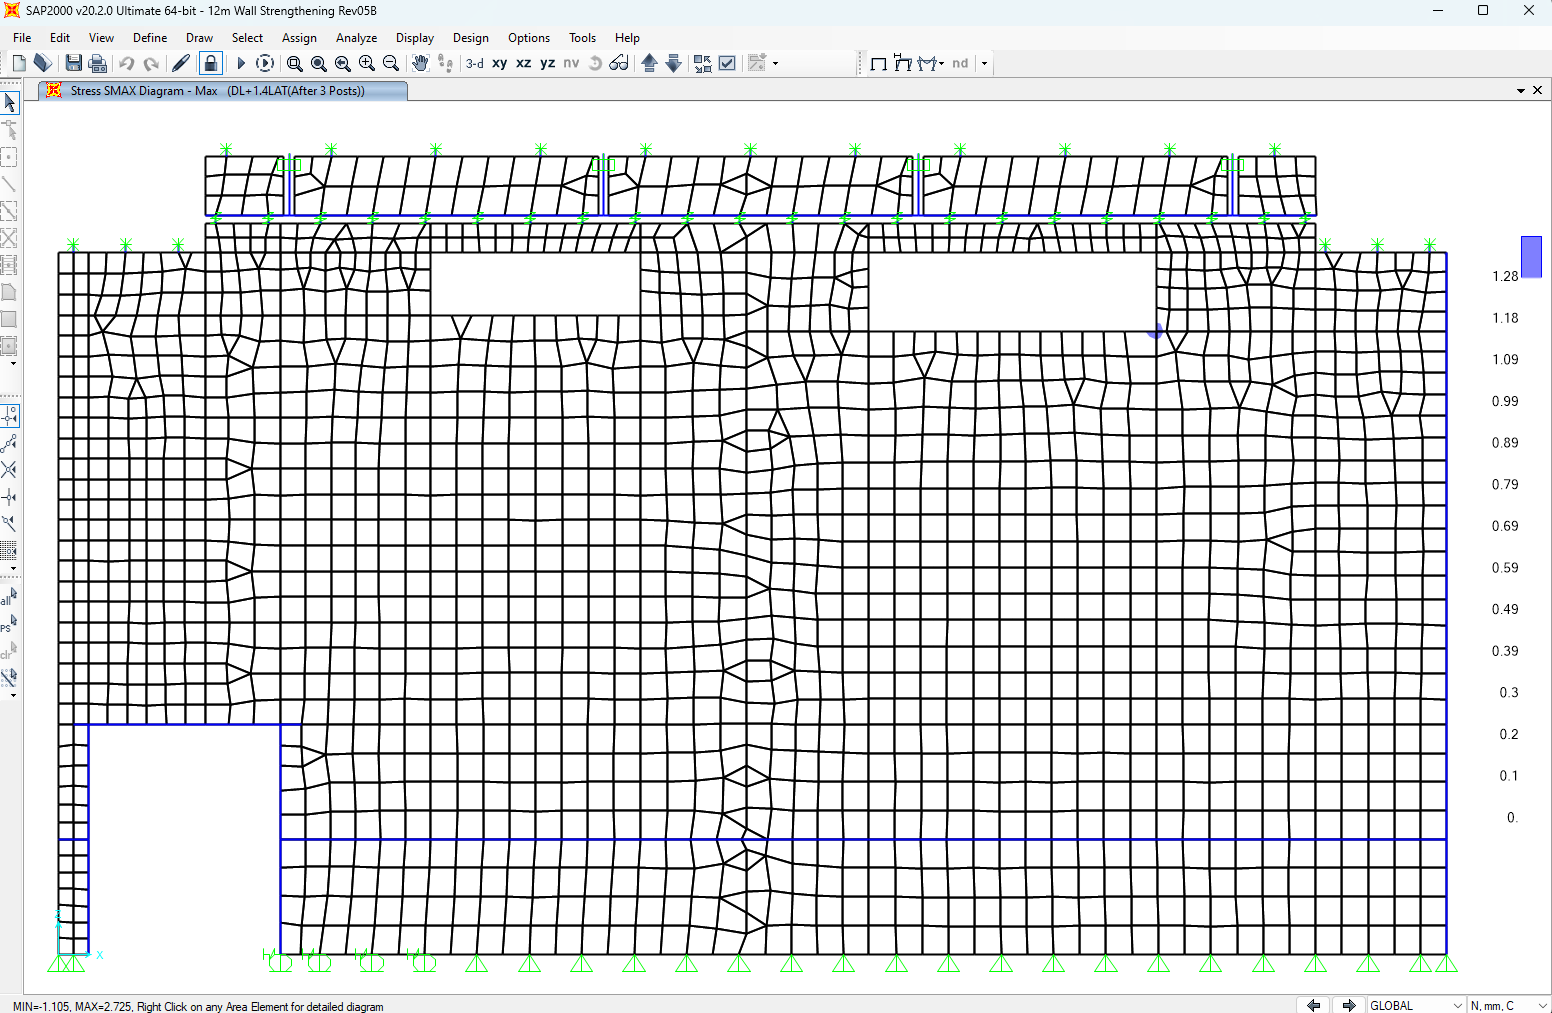 SAP2000 v20.2.0 Ultimate 64-bit - 12m Wall Strengthening Rev05B
File Edit View Define Draw Select Assign Analyze Display Design Options Tools Help
3-d xy xz yz nv nd
Stress SMAX Diagram - Max (DL+1.4LAT(After 3 Posts))
1.28
1.18
1.09
0.99
0.89
0.79
0.69
0.59
0.49
0.39
0.3
0.2
0.1
0.
all
PS
clr
X
MIN=-1.105, MAX=2.725, Right Click on any Area Element for detailed diagram
GLOBAL
N, mm, C